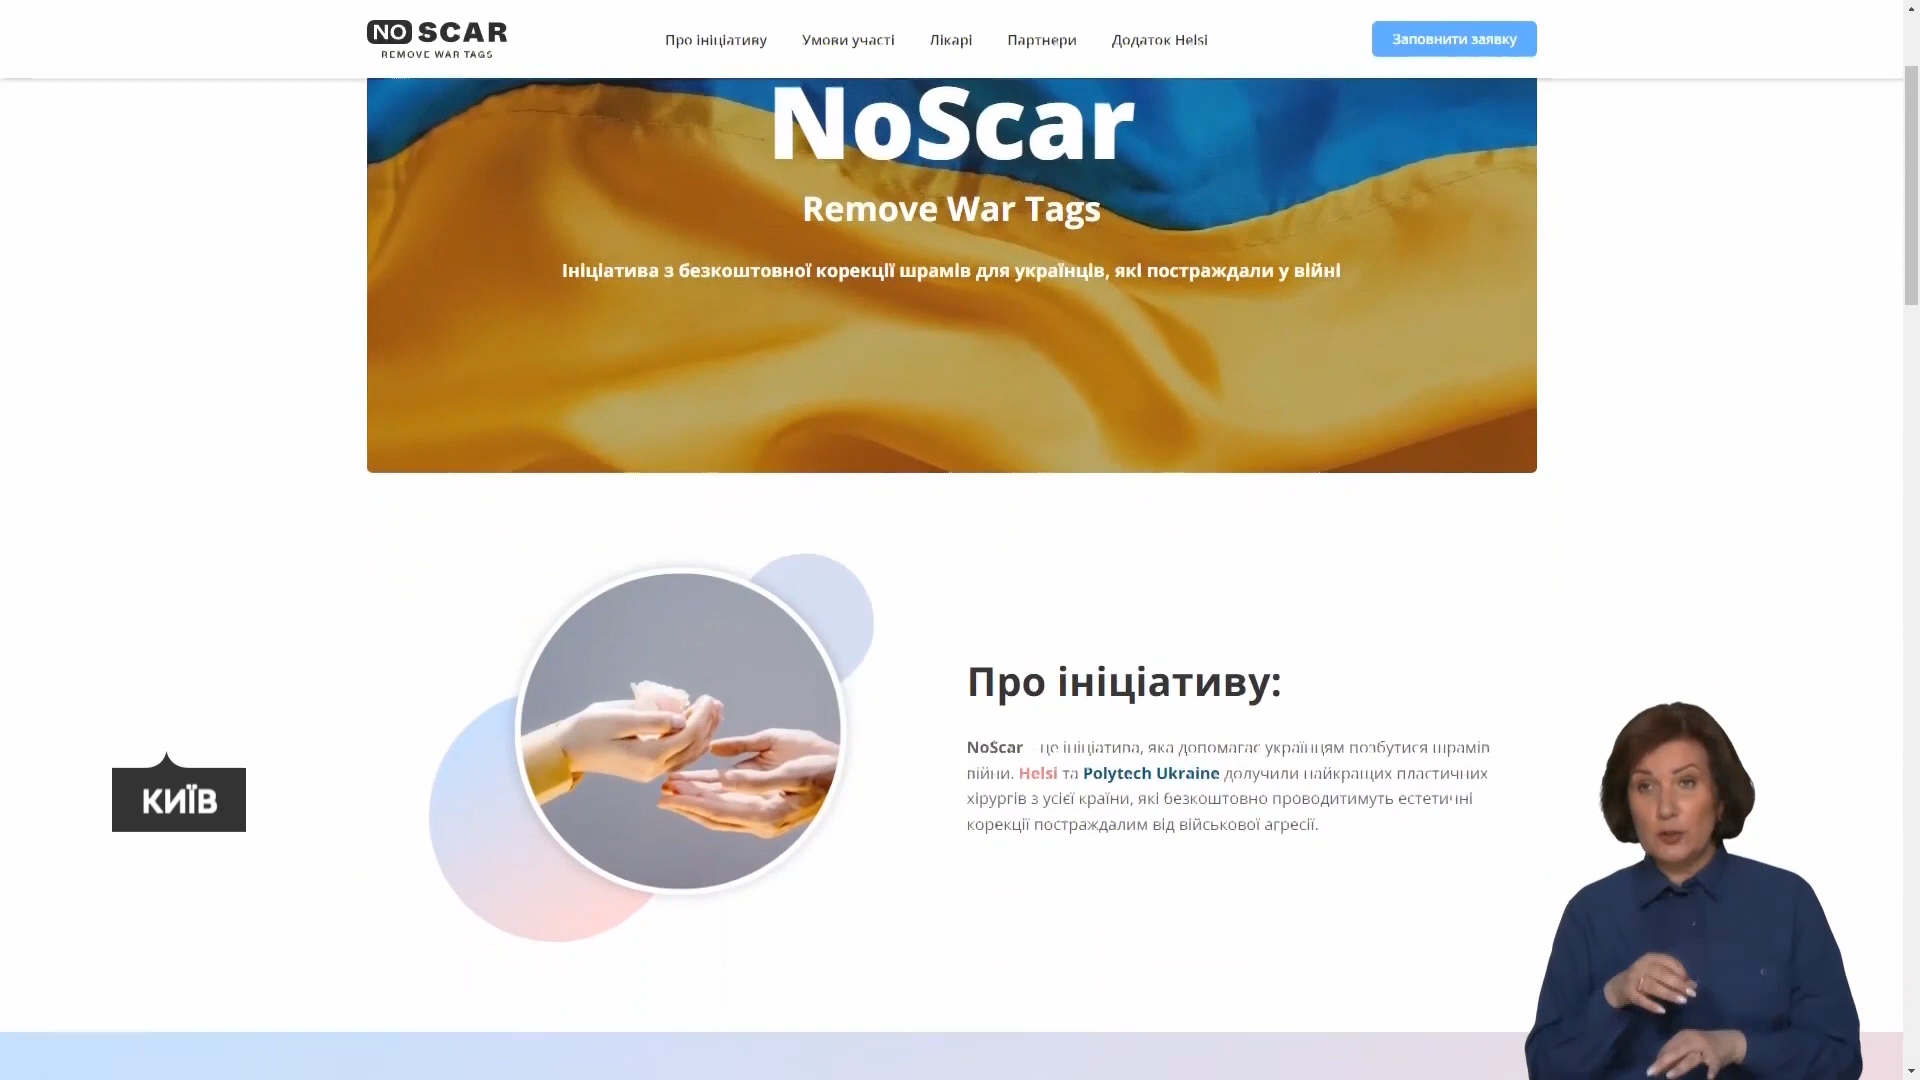 NO SCAR
REMOVE WAR TAGS
Про ініціативу
Умови участі
Лікарі
Партнери
Додаток Helsi
Заповнити заявку
NoScar
Remove War Tags
Ініціатива з безкоштовної корекції шрамів для українців, які постраждали у війні
Про ініціативу:
NoScar – це ініціатива, яка допомагає українцям позбутися шрамів
війни. Helsi та Polytech Ukraine долучили найкращих пластичних
хірургів з усієї країни, які безкоштовно проводитимуть естетичні
корекції постраждалим від військової агресії.
КИЇВ